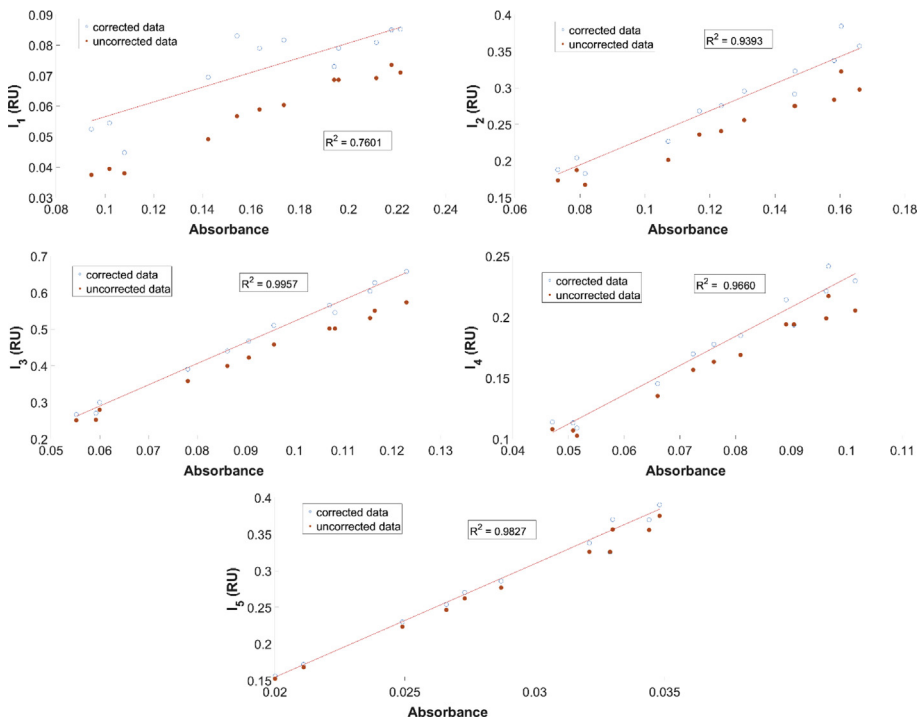 0.09
0.08
0.07
0.06
0.05
0.04
0.03
I1 (RU)
corrected data
uncorrected data
R2 = 0.7601
0.08 0.1 0.12 0.14 0.16 0.18 0.2 0.22 0.24
Absorbance
0.4
0.35
0.3
0.25
0.2
0.15
I2 (RU)
corrected data
uncorrected data
R2 = 0.9393
0.06 0.08 0.1 0.12 0.14 0.16 0.18
Absorbance
0.7
0.6
0.5
0.4
0.3
0.2
I3 (RU)
corrected data
uncorrected data
R2 = 0.9957
0.05 0.06 0.07 0.08 0.09 0.1 0.11 0.12 0.13
Absorbance
0.25
0.2
0.15
0.1
I4 (RU)
corrected data
uncorrected data
R2 = 0.9660
0.04 0.05 0.06 0.07 0.08 0.09 0.1 0.11
Absorbance
0.4
0.35
0.3
0.25
0.2
0.15
I5 (RU)
corrected data
uncorrected data
R2 = 0.9827
0.02 0.025 0.03 0.035
Absorbance